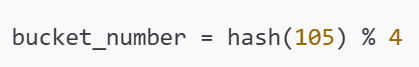 bucket_number = hash(105) % 4